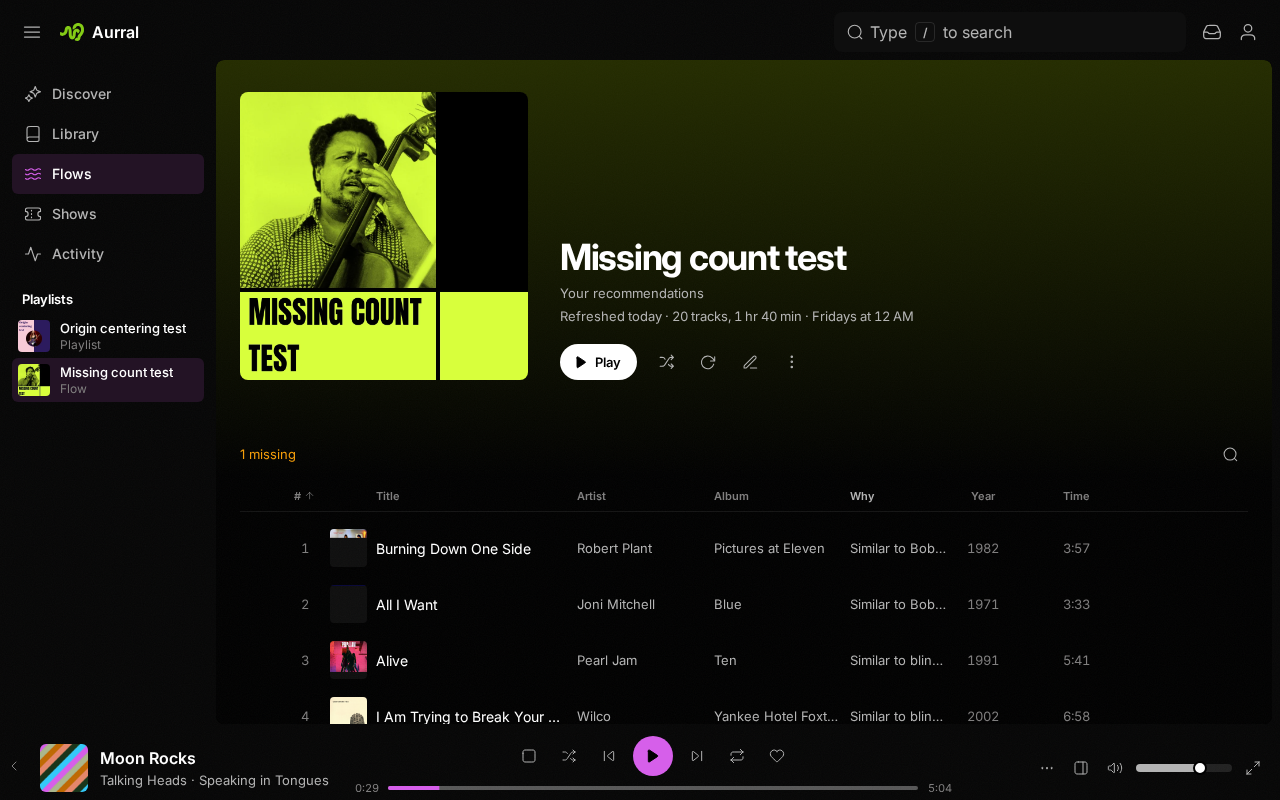 Aurral
Type / to search
Discover
Library
Flows
Shows
Activity
Playlists
Origin centering test
Playlist
Missing count test
Flow
MISSING COUNT
TEST
Missing count test
Your recommendations
Refreshed today · 20 tracks, 1 hr 40 min · Fridays at 12 AM
Play
1 missing
# Title Artist Album Why Year Time
1 Burning Down One Side Robert Plant Pictures at Eleven Similar to Bob... 1982 3:57
2 All I Want Joni Mitchell Blue Similar to Bob... 1971 3:33
3 Alive Pearl Jam Ten Similar to blin... 1991 5:41
4 I Am Trying to Break Your ... Wilco Yankee Hotel Foxt... Similar to blin... 2002 6:58
Moon Rocks
Talking Heads · Speaking in Tongues
0:29
5:04